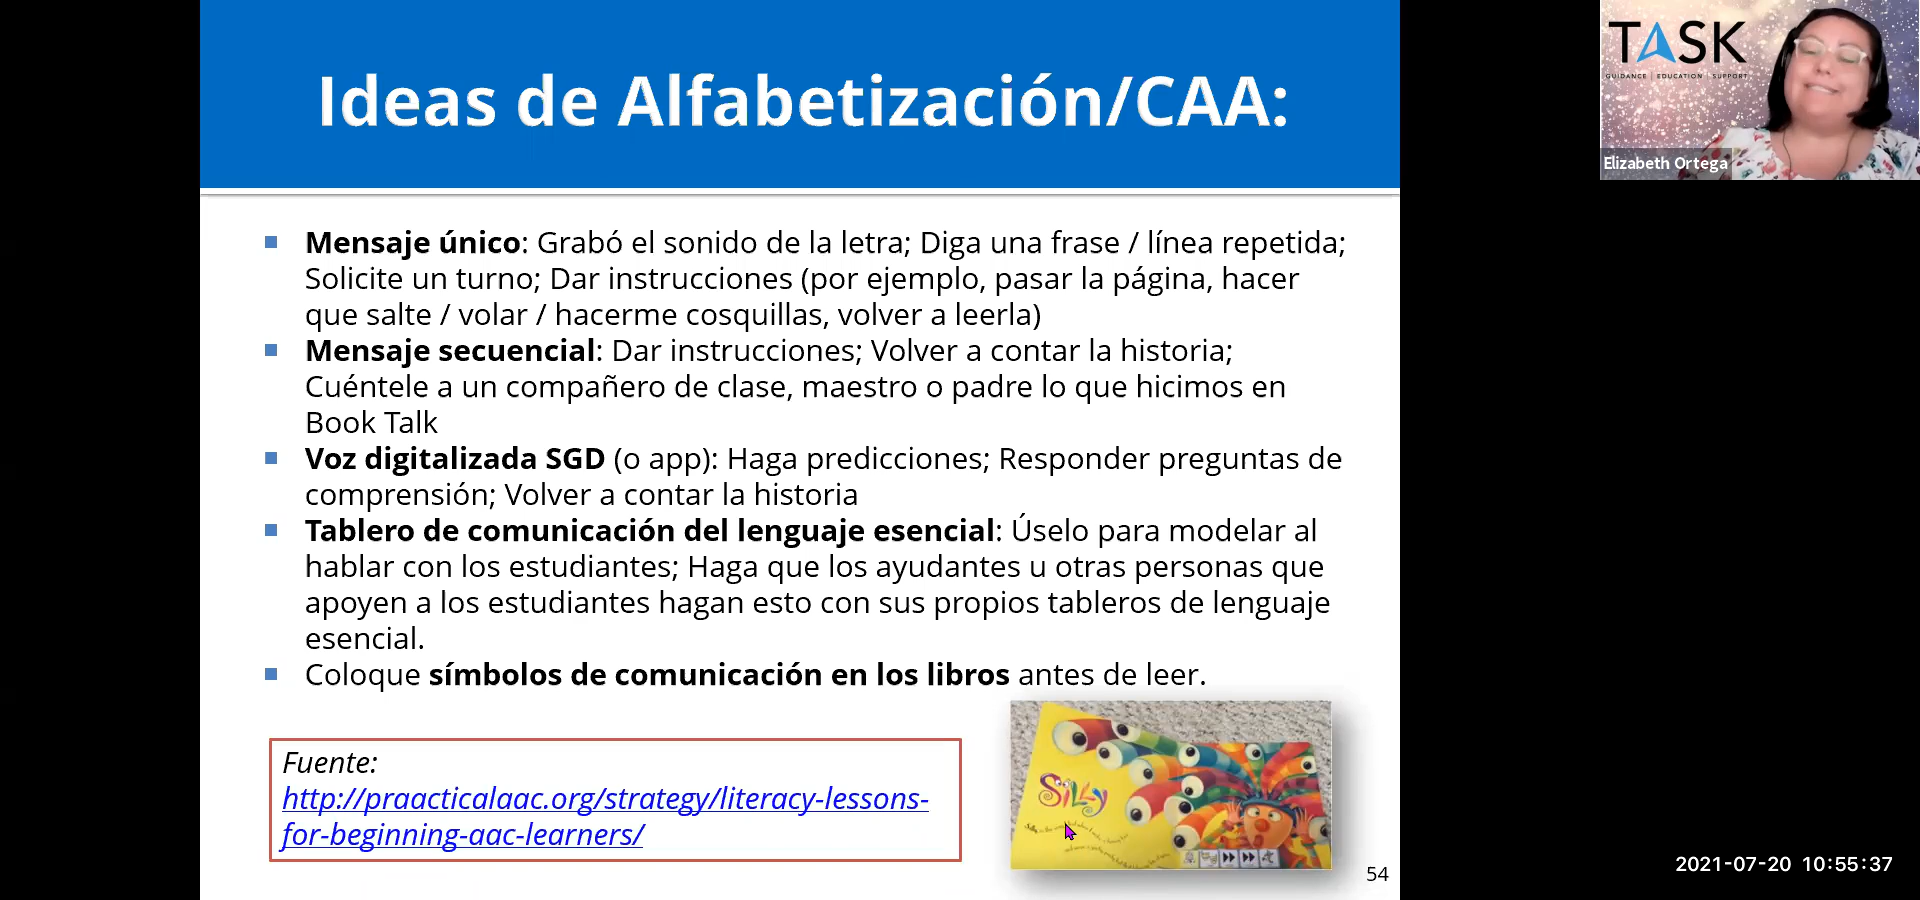 Ideas de Alfabetización/CAA:
Mensaje único: Grabó el sonido de la letra; Diga una frase / línea repetida;
Solicite un turno; Dar instrucciones (por ejemplo, pasar la página, hacer
que salte / volar / hacerme cosquillas, volver a leerla)
Mensaje secuencial: Dar instrucciones; Volver a contar la historia;
Cuéntele a un compañero de clase, maestro o padre lo que hicimos en
Book Talk
Voz digitalizada SGD (o app): Haga predicciones; Responder preguntas de
comprensión; Volver a contar la historia
Tablero de comunicación del lenguaje esencial: Úselo para modelar al
hablar con los estudiantes; Haga que los ayudantes u otras personas que
apoyen a los estudiantes hagan esto con sus propios tableros de lenguaje
esencial.
Coloque símbolos de comunicación en los libros antes de leer.
Fuente:
http://praacticalaac.org/strategy/literacy-lessons-
for-beginning-aac-learners/
Silly
54
TASK
GUIDANCE | EDUCATION | SUPPORT
Elizabeth Ortega
2021-07-20 10:55:37